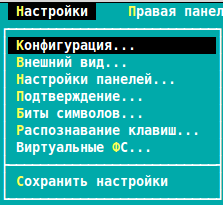 Настройки Правая панел
Конфигурация...
Внешний вид...
Настройки панелей...
Подтверждение...
Биты символов...
Распознавание клавиш...
Виртуальные ФС...
Сохранить настройки